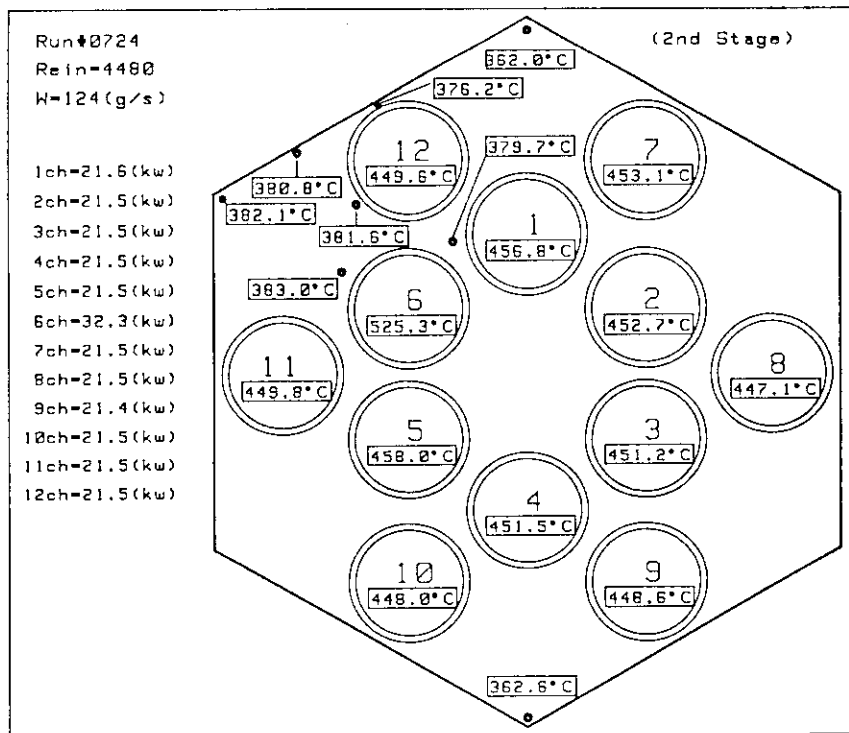 Run#0724
(2nd Stage)
Rein=4480
W=124(g/s)
362.0°C
376.2°C
12
449.6°C
379.7°C
7
453.1°C
1ch=21.6(kw)
2ch=21.5(kw)
3ch=21.5(kw)
4ch=21.5(kw)
5ch=21.5(kw)
6ch=32.3(kw)
7ch=21.5(kw)
8ch=21.5(kw)
9ch=21.4(kw)
10ch=21.5(kw)
11ch=21.5(kw)
12ch=21.5(kw)
380.8°C
382.1°C
381.6°C
1
456.8°C
383.0°C
6
525.3°C
2
452.7°C
11
449.8°C
8
447.1°C
5
458.0°C
3
451.2°C
4
451.5°C
10
448.0°C
9
448.6°C
362.6°C